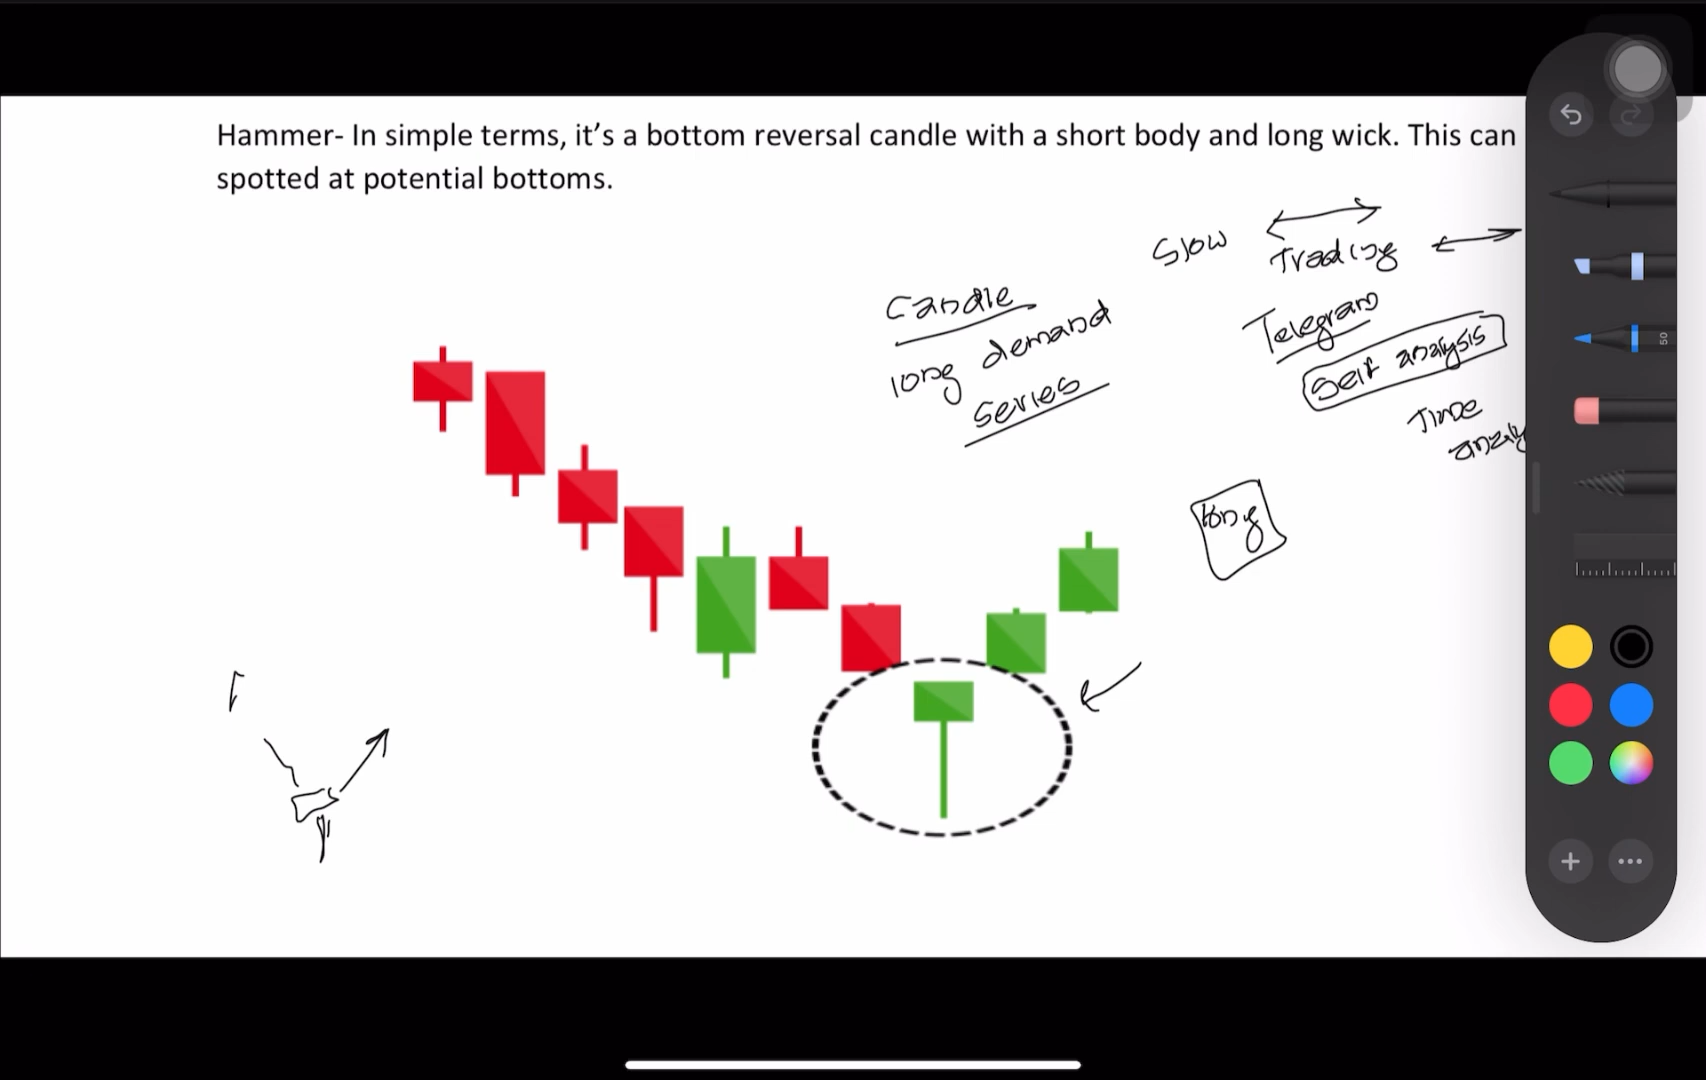 Hammer- In simple terms, it’s a bottom reversal candle with a short body and long wick. This can
spotted at potential bottoms.
Slow
Trading
Candle
long demand
series
Telegram
Self analysis
Time
long
50